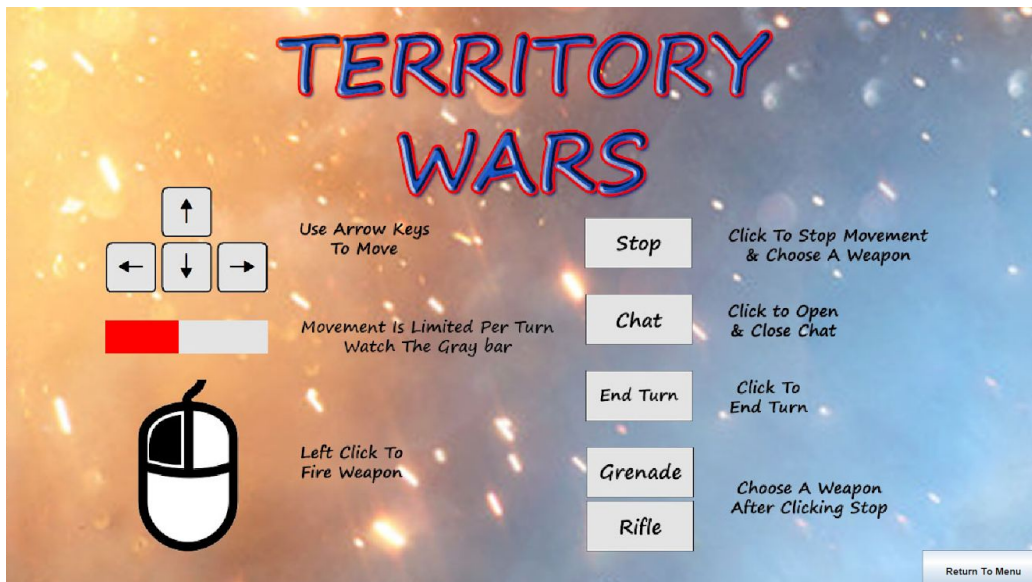 TERRITORY
WARS
Use Arrow Keys
To Move
Movement Is Limited Per Turn
Watch The Gray bar
Left Click To
Fire Weapon
Stop
Click To Stop Movement
& Choose A Weapon
Chat
Click to Open
& Close Chat
End Turn
Click To
End Turn
Grenade
Rifle
Choose A Weapon
After Clicking Stop
Return To Menu